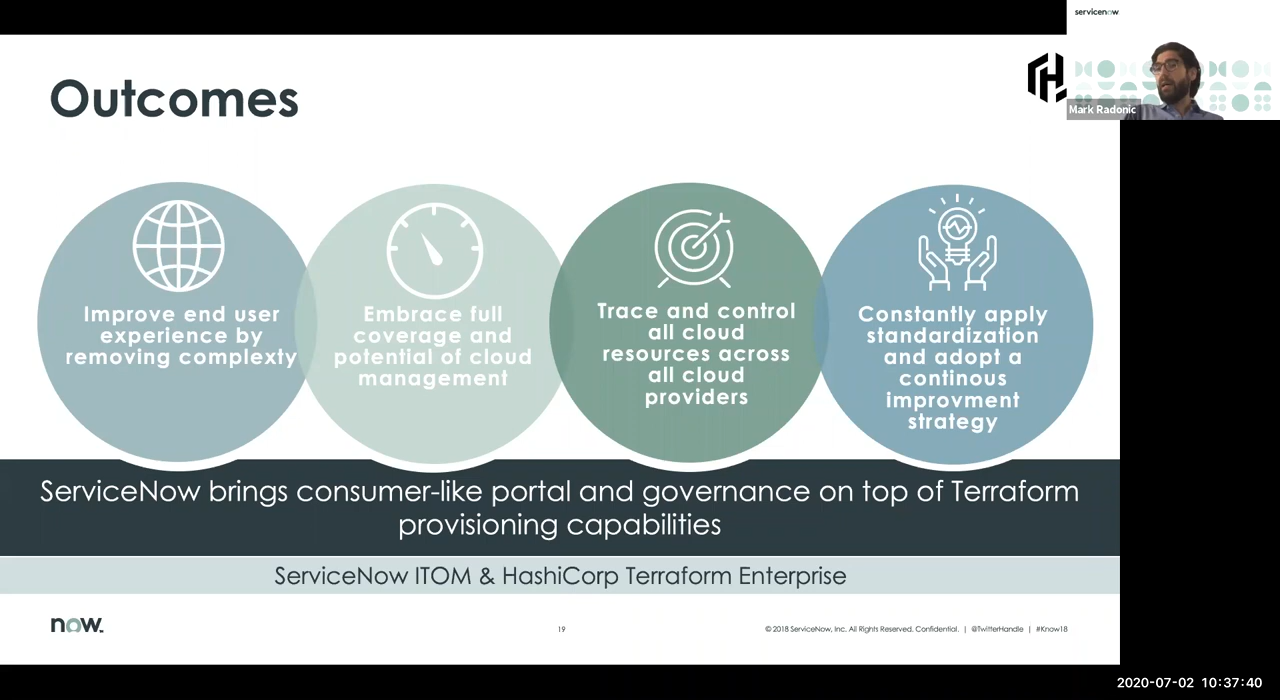 servicenow
Mark Radonic
Outcomes
Improve end user
experience by
removing complexty
Embrace full
coverage and
potential of cloud
management
Trace and control
all cloud
resources across
all cloud
providers
Constantly apply
standardization
and adopt a
continous
improvment
strategy
ServiceNow brings consumer-like portal and governance on top of Terraform
provisioning capabilities
ServiceNow ITOM & HashiCorp Terraform Enterprise
now.
19
© 2018 ServiceNow, Inc. All Rights Reserved. Confidential. | @TwitterHandle | #Know18
2020-07-02 10:37:40